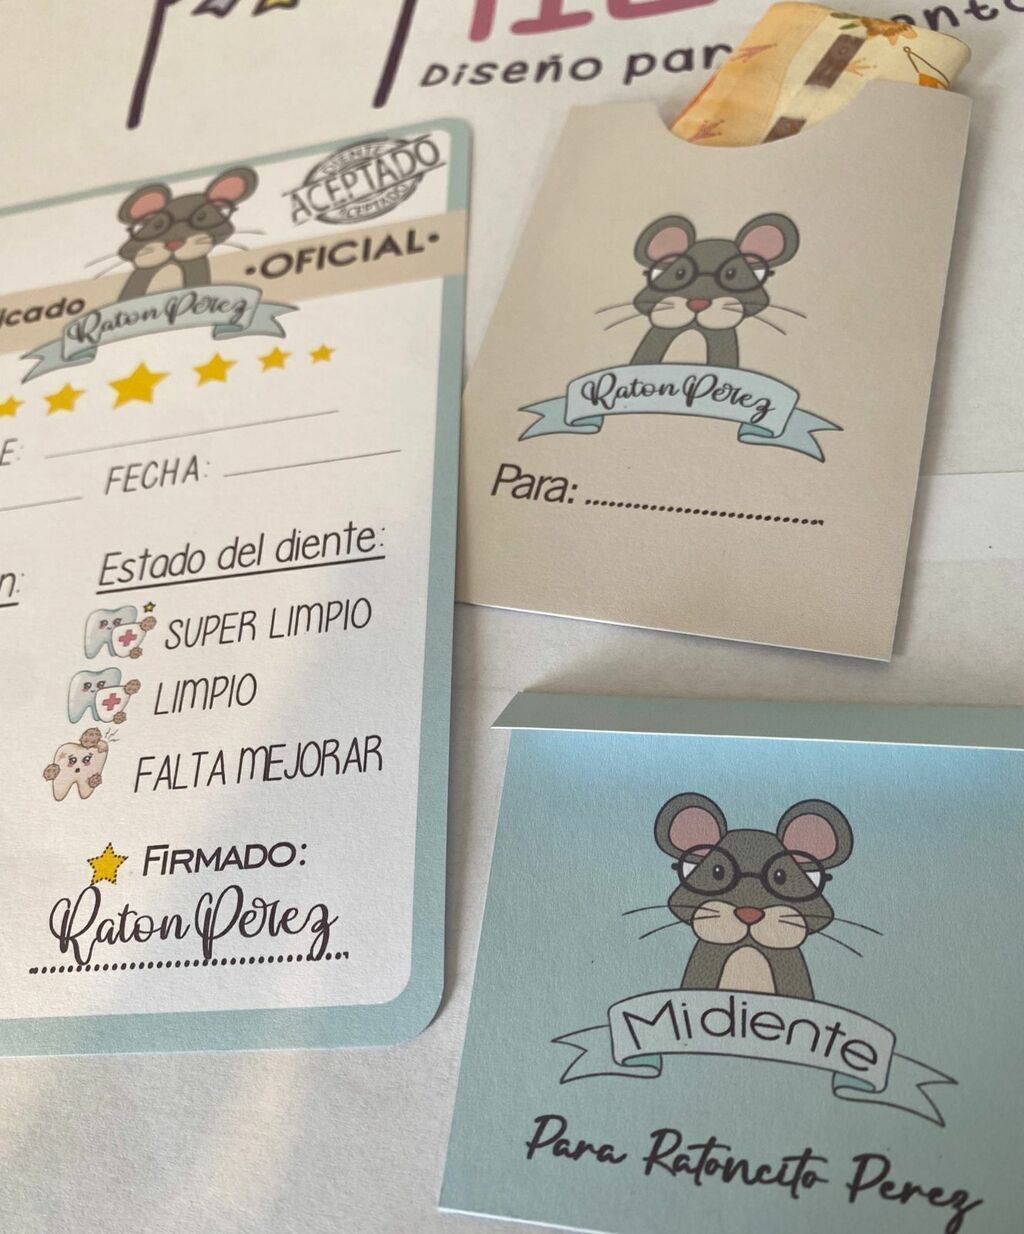 Diseño par
ACEPTADO
icado
•OFICIAL•
Raton Perez
E:
FECHA:
n:
Estado del diente:
SUPER LIMPIO
LIMPIO
FALTA MEJORAR
FIRMADO:
Raton Perez
Raton Perez
Para:
Mi diente
Para Ratoncito Perez